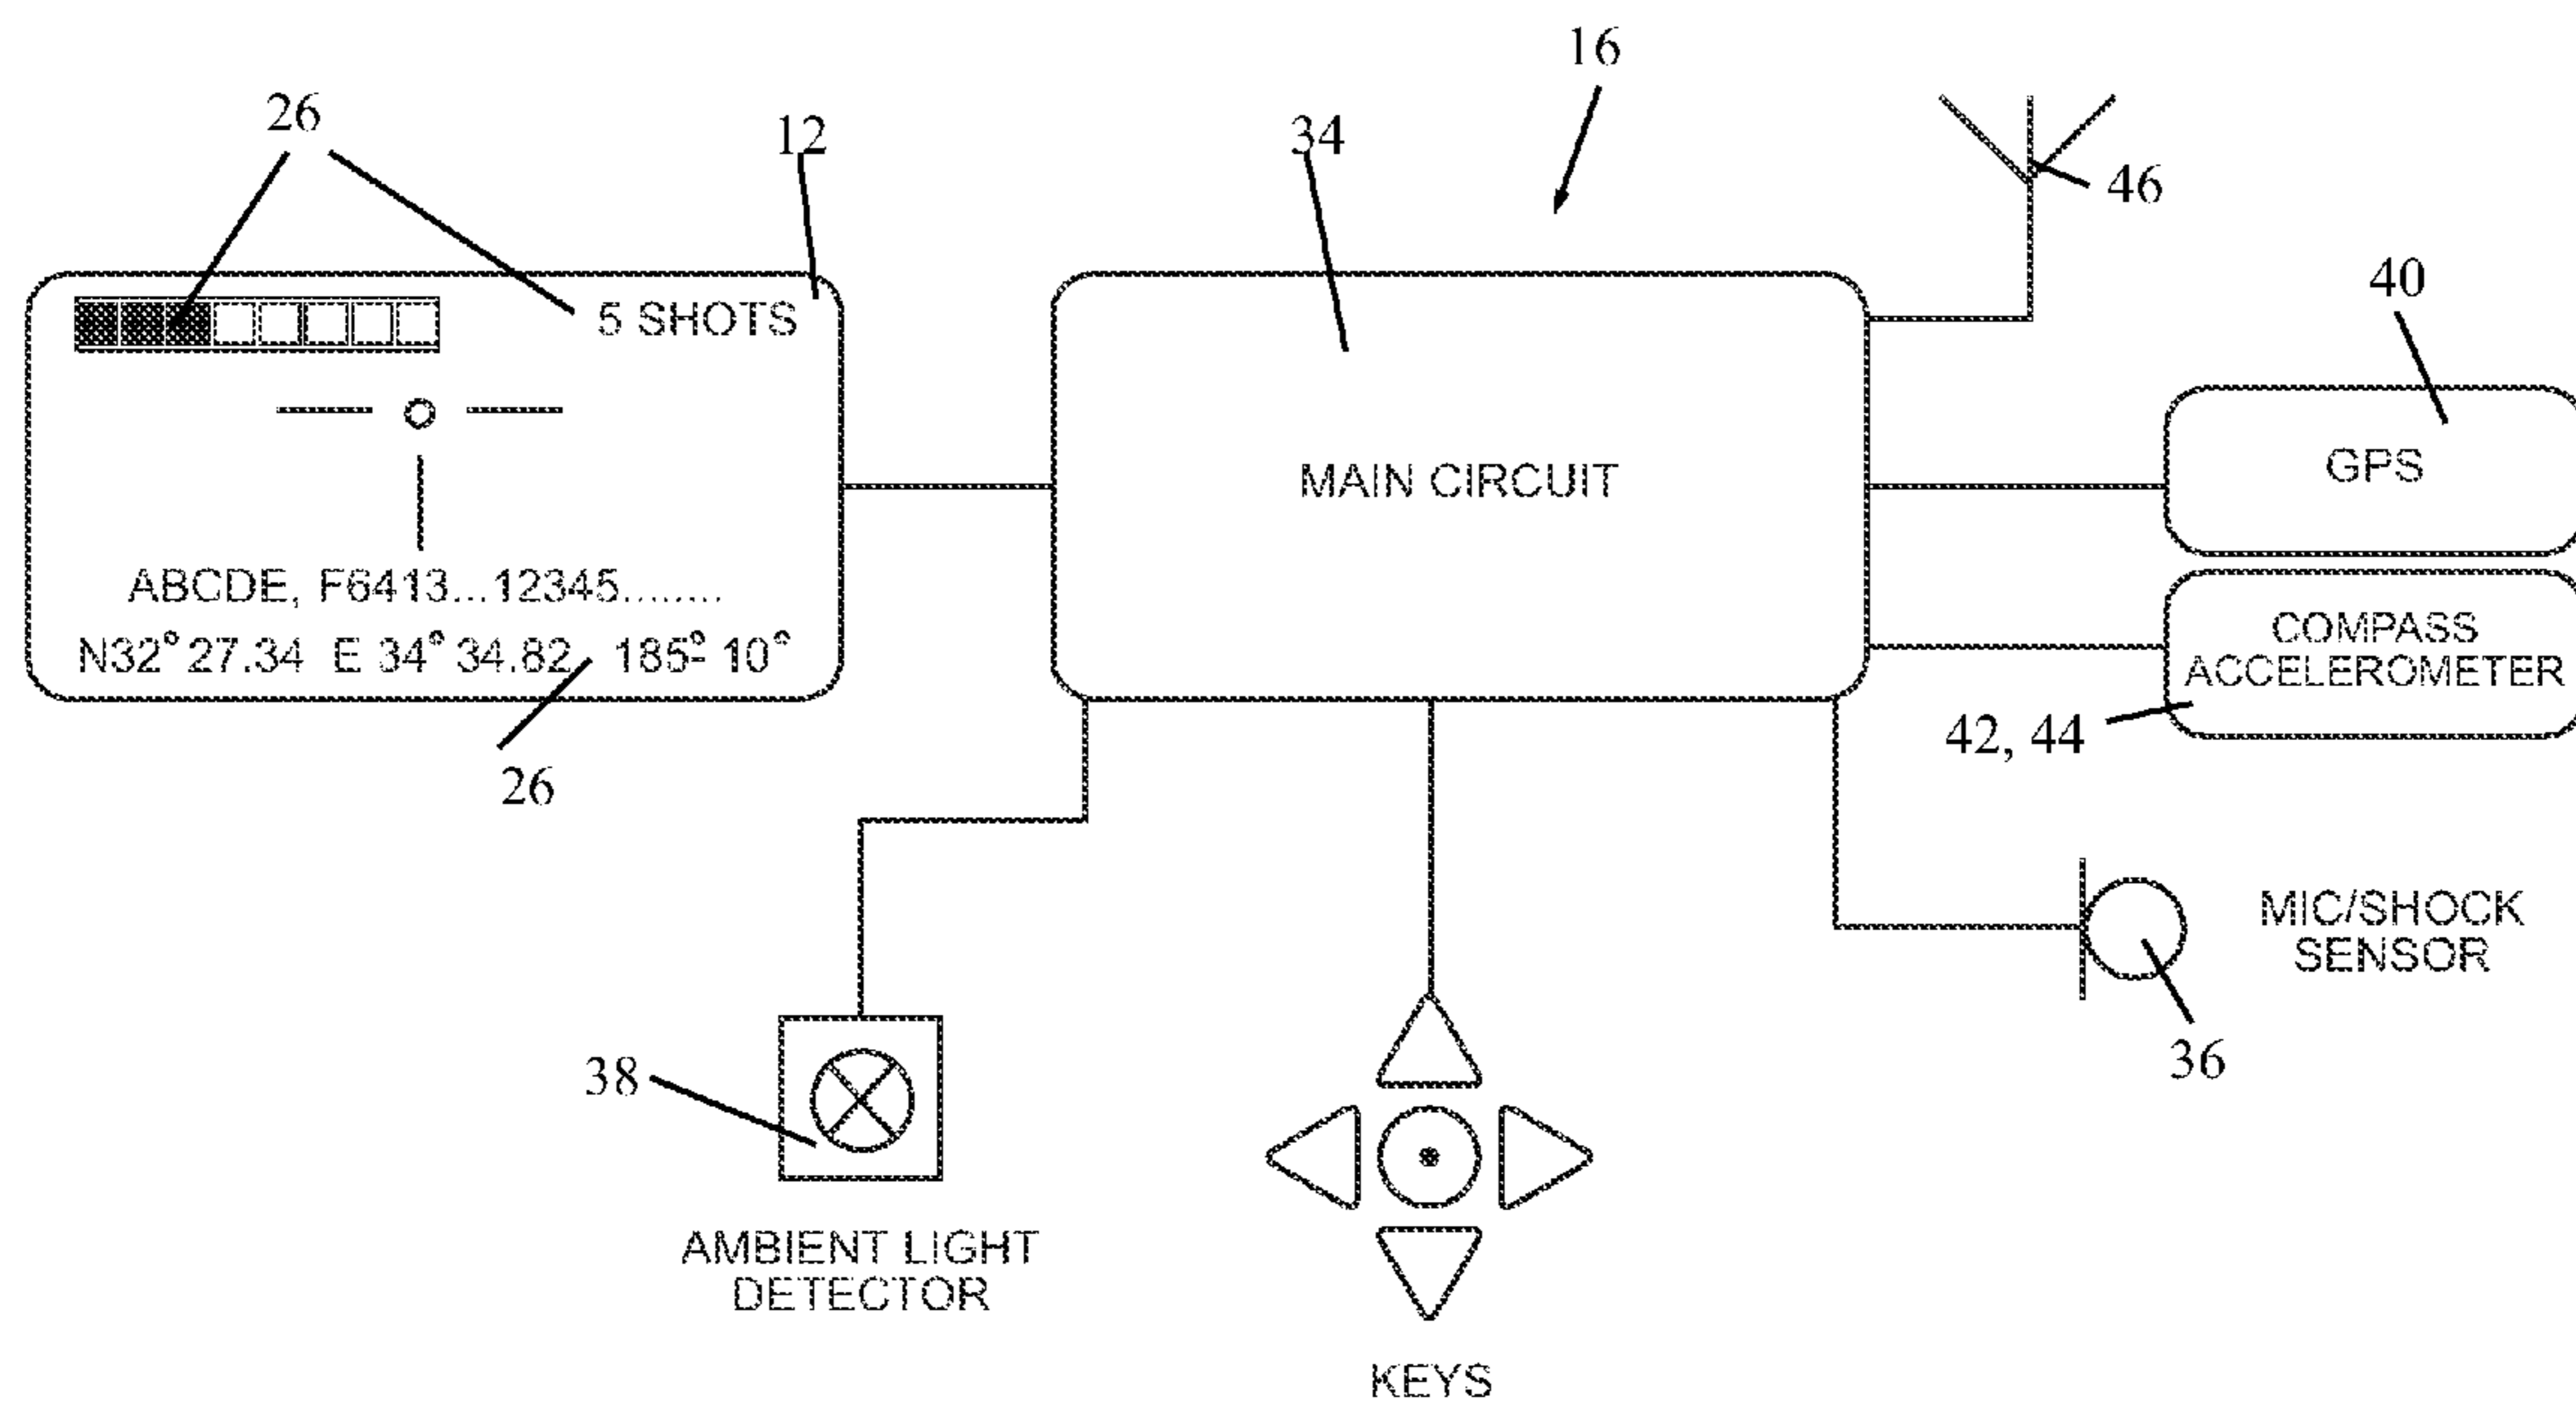 16
26
12
34
46
5 SHOTS
40
GPS
MAIN CIRCUIT
ABCDE, F6413...12345........
N32° 27.34 E 34° 34.82 185°- 10°
COMPASS
ACCELEROMETER
42, 44
26
MIC/SHOCK
SENSOR
36
38
AMBIENT LIGHT
DETECTOR
KEYS